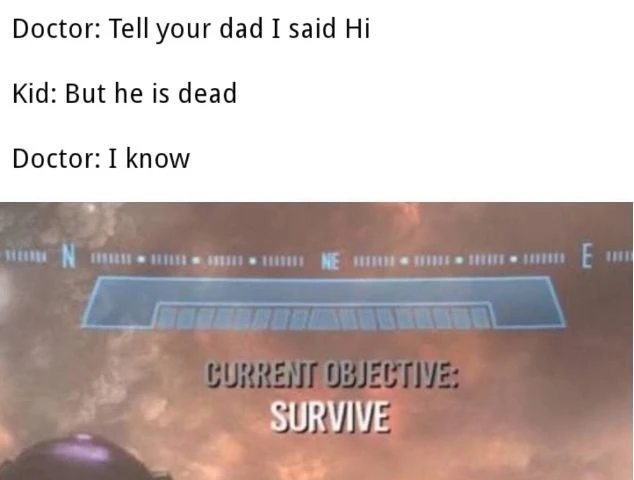 Doctor: Tell your dad I said Hi
Kid: But he is dead
Doctor: I know
N NE E
CURRENT OBJECTIVE:
SURVIVE